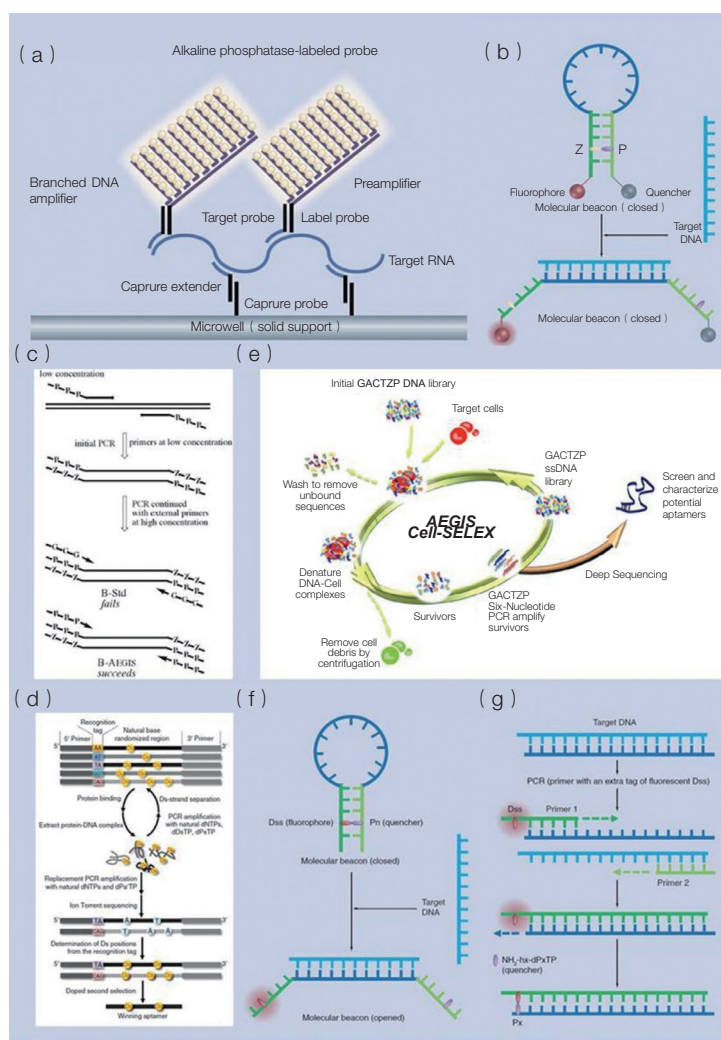 ( a )
Alkaline phosphatase-labeled probe
Branched DNA
amplifier
Preamplifier
Target probe
Label probe
Target RNA
Caprure extender
Caprure probe
Microwell ( solid support )
( b )
Z
P
Fluorophore
Quencher
Molecular beacon ( closed )
Target
DNA
Molecular beacon ( closed )
( c )
low concentration
initial PCR
primers at low concentration
PCR continued
with external primers
at high concentration
B-Std
fails
B-AEGIS
succeeds
( e )
Initial GACTZP DNA library
Target cells
Wash to remove
unbound
sequences
GACTZP
ssDNA
library
Screen and
characterize
potential
aptamers
AEGIS
Cell-SELEX
Denature
DNA-Cell
complexes
Survivors
GACTZP
Six-Nucleotide
PCR amplify
survivors
Deep Sequencing
Remove cell
debris by
centrifugation
( d )
Recognition
tag
Natural base
randomized region
5' Primer
3' Primer
5'
3'
Protein binding
Ds-strand separation
Extract protein-DNA complex
PCR amplification
with natural dNTPs,
dDsTP, dPxTP
Replacement PCR amplification
with natural dNTPs and dPa'TP
Ion Torrent sequencing
5'
3'
TA
A
T
Determination of Ds positions
from the recognition tag
5'
3'
TA
Doped second selection
Winning aptamer
( f )
Dss (fluorophore)
Pn (quencher)
Molecular beacon (closed)
Target
DNA
Molecular beacon (opened)
( g )
Target DNA
PCR (primer with an extra tag of fluorescent Dss)
Dss
Primer 1
Primer 2
NH2-hx-dPxTP
(quencher)
Px